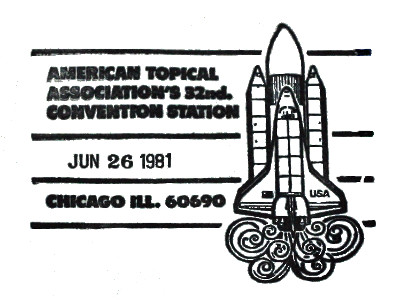 AMERICAN TOPICAL
ASSOCIATION'S 32nd.
CONVENTION STATION
JUN 26 1981
CHICAGO ILL. 60690
USA